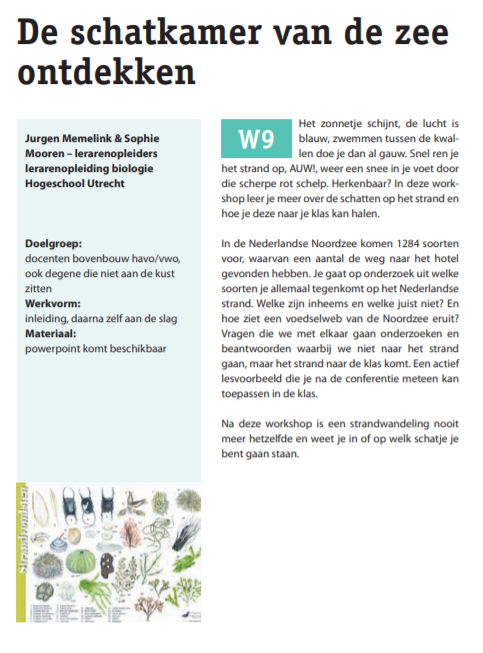 De schatkamer van de zee
ontdekken
Jurgen Memelink & Sophie
Mooren – lerarenopleiders
lerarenopleiding biologie
Hogeschool Utrecht
Doelgroep:
docenten bovenbouw havo/vwo,
ook degene die niet aan de kust
zitten
Werkvorm:
inleiding, daarna zelf aan de slag
Materiaal:
powerpoint komt beschikbaar
W9
Het zonnetje schijnt, de lucht is
blauw, zwemmen tussen de kwal-
len doe je dan al gauw. Snel ren je
het strand op, AUW!, weer een snee in je voet door
die scherpe rot schelp. Herkenbaar? In deze work-
shop leer je meer over de schatten op het strand en
hoe je deze naar je klas kan halen.
In de Nederlandse Noordzee komen 1284 soorten
voor, waarvan een aantal de weg naar het hotel
gevonden hebben. Je gaat op onderzoek uit welke
soorten je allemaal tegenkomt op het Nederlandse
strand. Welke zijn inheems en welke juist niet? En
hoe ziet een voedselweb van de Noordzee eruit?
Vragen die we met elkaar gaan onderzoeken en
beantwoorden waarbij we niet naar het strand
gaan, maar het strand naar de klas komt. Een actief
lesvoorbeeld die je na de conferentie meteen kan
toepassen in de klas.
Na deze workshop is een strandwandeling nooit
meer hetzelfde en weet je in of op welk schatje je
bent gaan staan.
Strandvondsten